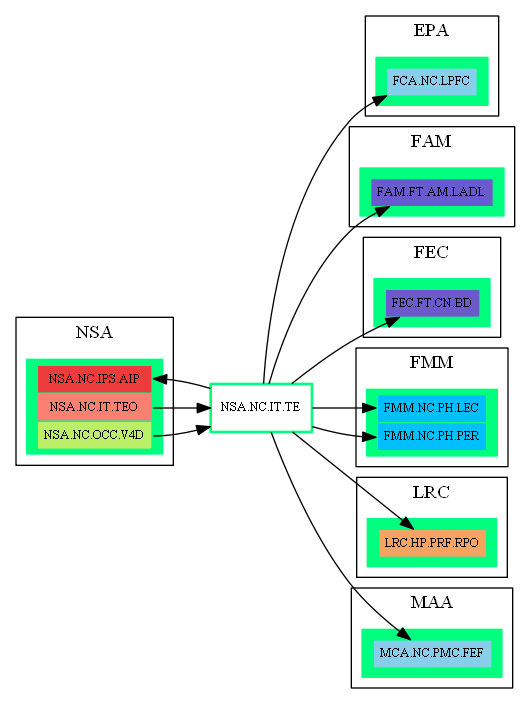 EPA
FCA.NC.LPFC
FAM
FAM.FT.AM.LADL
FEC
FEC.FT.CN.BD
NSA
NSA.NC.IPS.AIP
NSA.NC.IT.TEO
NSA.NC.OCC.V4D
NSA.NC.IT.TE
FMM
FMM.NC.PH.LEC
FMM.NC.PH.PER
LRC
LRC.HP.PRF.RPO
MAA
MCA.NC.PMC.FEF